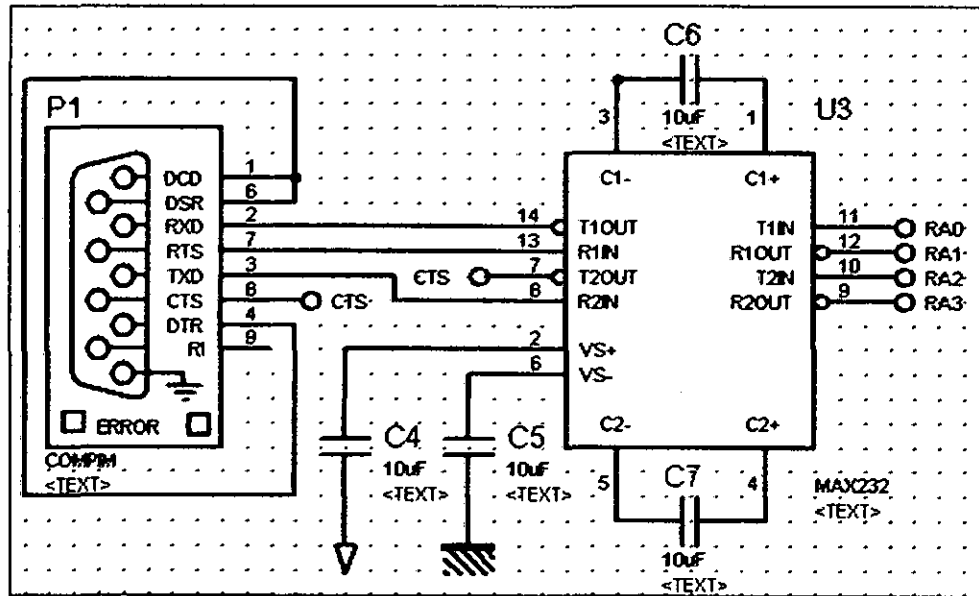 C6
10uF
<TEXT>
3
1
U3
P1
DCD 1
DSR 6
RXD 2
RTS 7
TXD 3
CTS 8
DTR 4
RI 9
ERROR
COMPIM
<TEXT>
CTS
CTS
C1-
C1+
14 T1OUT
13 R1IN
7 T2OUT
8 R2IN
2 VS+
6 VS-
T1IN 11 RA0
R1OUT 12 RA1
T2IN 10 RA2
R2OUT 9 RA3
C2-
C2+
C4
10uF
<TEXT>
C5
10uF
<TEXT>
5
4
C7
10uF
<TEXT>
MAX232
<TEXT>